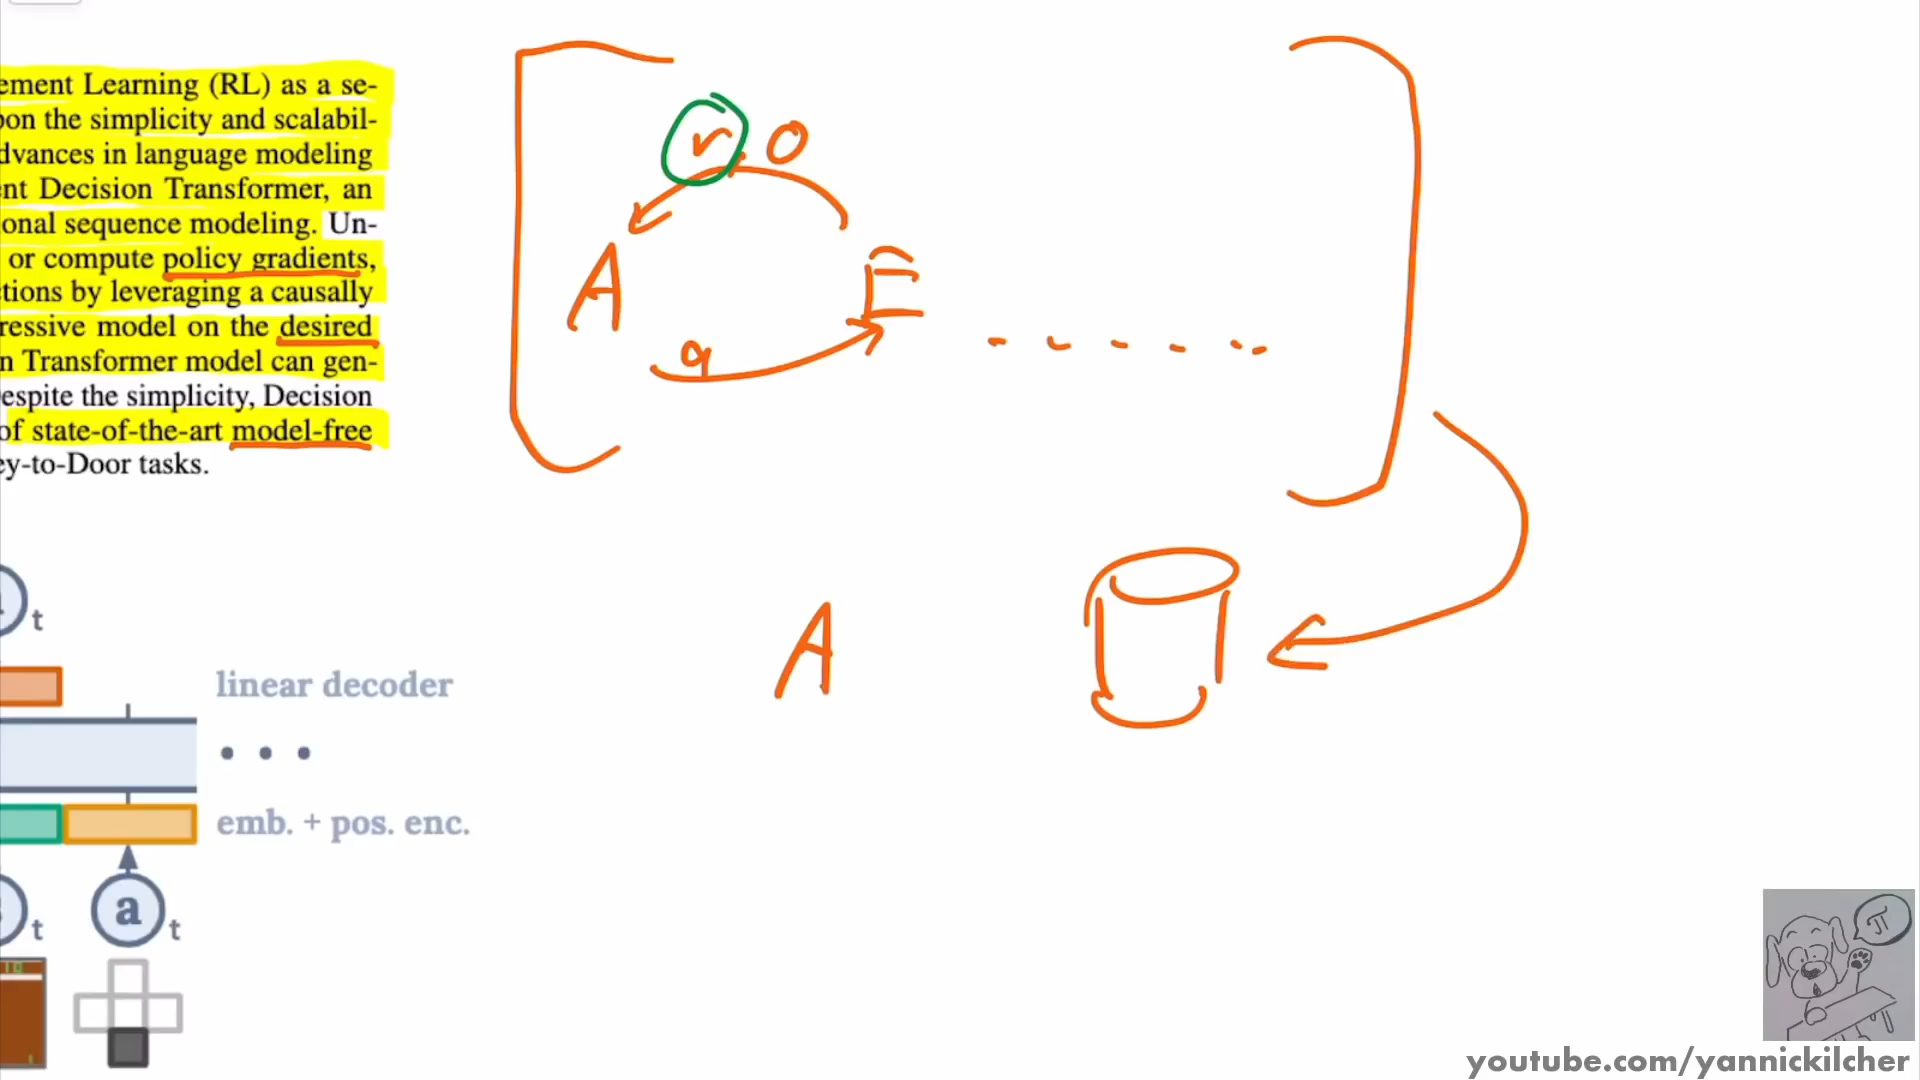 ement Learning (RL) as a se-
pon the simplicity and scalabil-
dvances in language modeling
ent Decision Transformer, an
onal sequence modeling. Un-
or compute policy gradients,
ctions by leveraging a causally
ressive model on the desired
n Transformer model can gen-
espite the simplicity, Decision
of state-of-the-art model-free
ey-to-Door tasks.
r, o
A
E
a
A
t
linear decoder
• • •
emb. + pos. enc.
t
a
t
π
youtube.com/yannickilcher